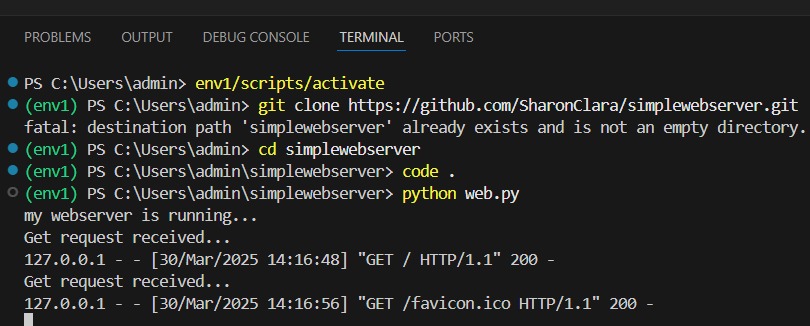 PROBLEMS OUTPUT DEBUG CONSOLE TERMINAL PORTS
PS C:\Users\admin> env1/scripts/activate
(env1) PS C:\Users\admin> git clone https://github.com/SharonClara/simplewebserver.git
fatal: destination path 'simplewebserver' already exists and is not an empty directory.
(env1) PS C:\Users\admin> cd simplewebserver
(env1) PS C:\Users\admin\simplewebserver> code .
(env1) PS C:\Users\admin\simplewebserver> python web.py
my webserver is running...
Get request received...
127.0.0.1 - - [30/Mar/2025 14:16:48] "GET / HTTP/1.1" 200 -
Get request received...
127.0.0.1 - - [30/Mar/2025 14:16:56] "GET /favicon.ico HTTP/1.1" 200 -